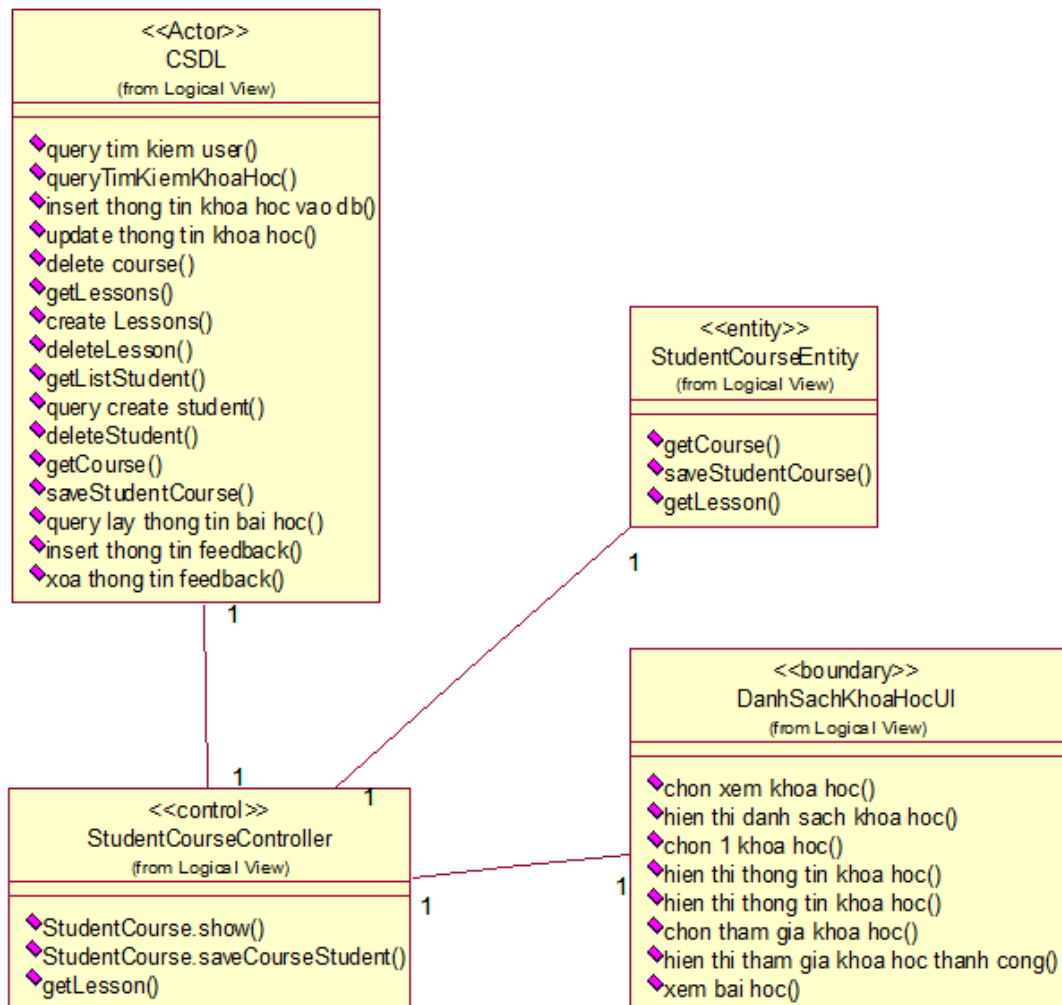 <<Actor>>
CSDL
(from Logical View)
query tim kiem user()
queryTimKiemKhoaHoc()
insert thong tin khoa hoc vao db()
update thong tin khoa hoc()
delete course()
getLessons()
create Lessons()
deleteLesson()
getListStudent()
query create student()
deleteStudent()
getCourse()
saveStudentCourse()
query lay thong tin bai hoc()
insert thong tin feedback()
xoa thong tin feedback()
1
<<entity>>
StudentCourseEntity
(from Logical View)
getCourse()
saveStudentCourse()
getLesson()
1
1
1
<<control>>
StudentCourseController
(from Logical View)
StudentCourse.show()
StudentCourse.saveCourseStudent()
getLesson()
1
1
<<boundary>>
DanhSachKhoaHocUI
(from Logical View)
chon xem khoa hoc()
hien thi danh sach khoa hoc()
chon 1 khoa hoc()
hien thi thong tin khoa hoc()
hien thi thong tin khoa hoc()
chon tham gia khoa hoc()
hien thi tham gia khoa hoc thanh cong()
xem bai hoc()